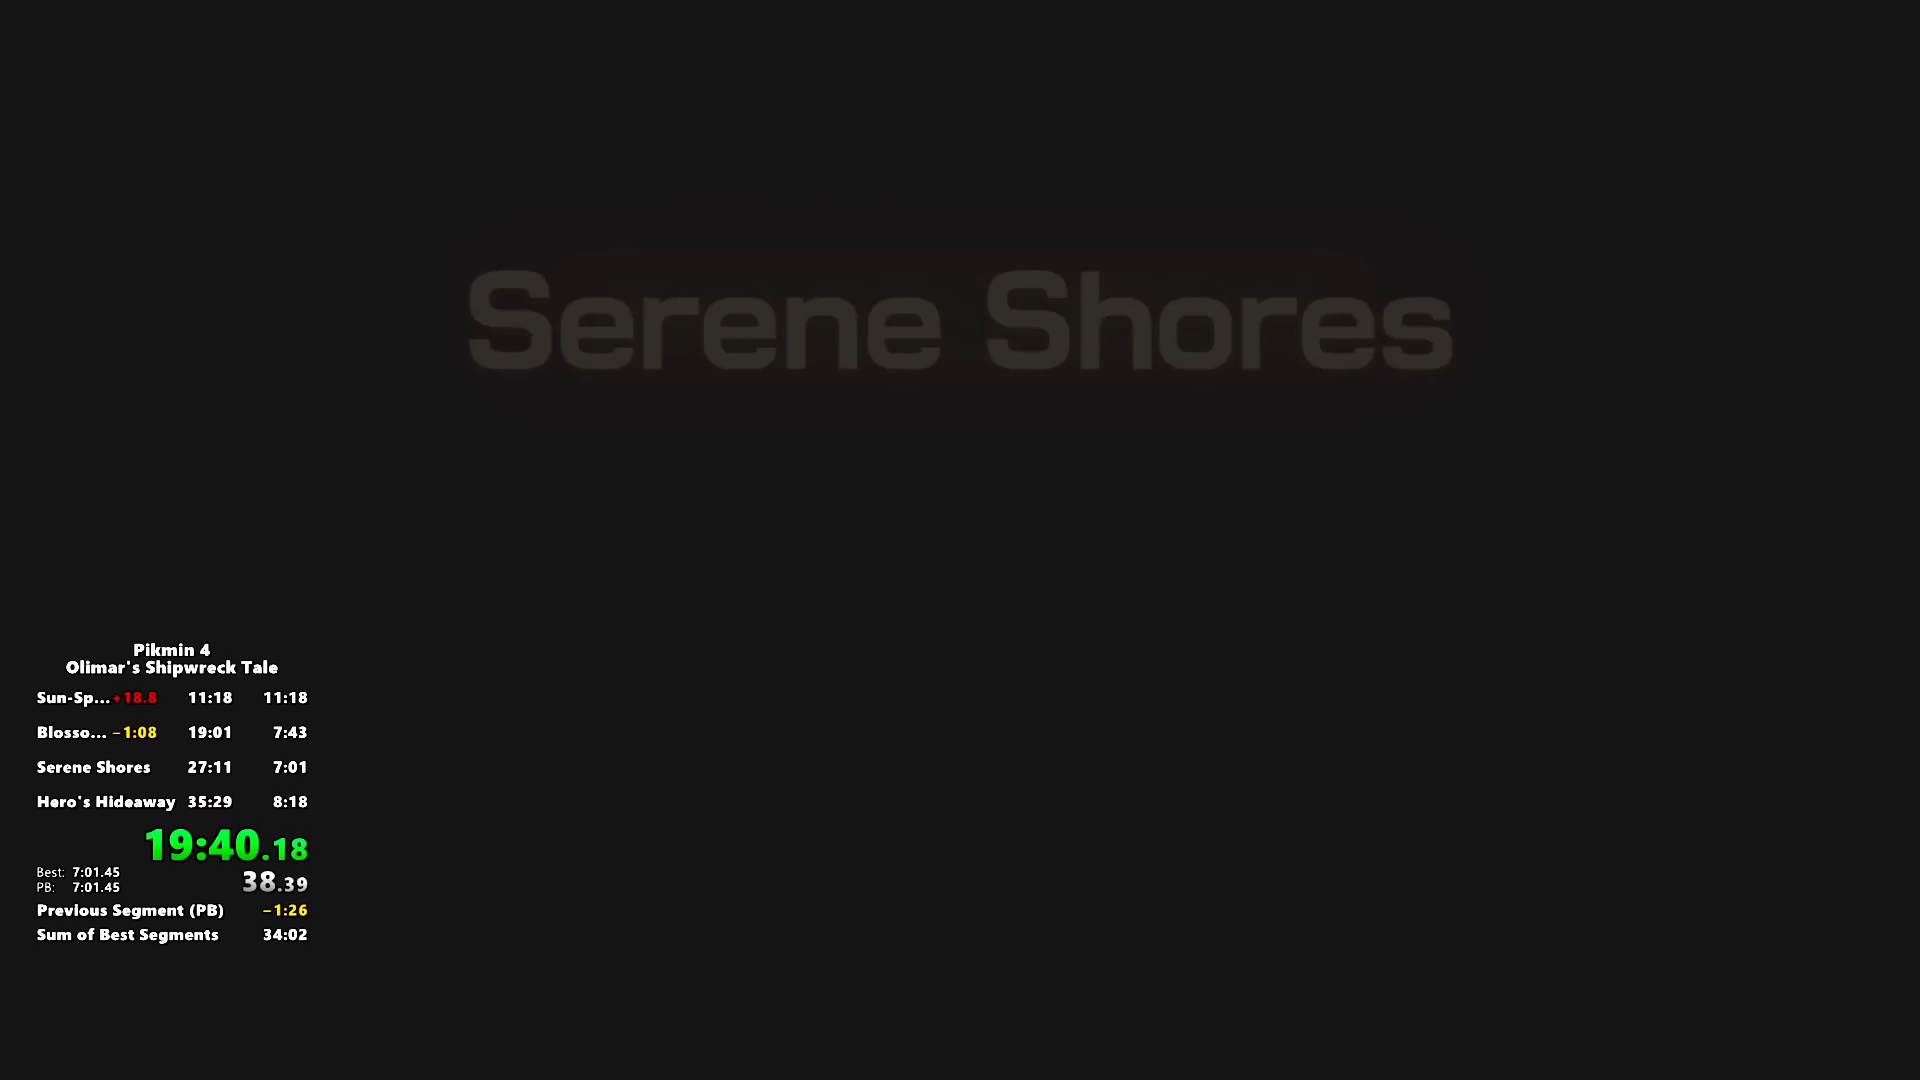 Serene Shores
Pikmin 4
Olimar's Shipwreck Tale
Sun-Sp... +18.8 11:18 11:18
Blosso... −1:08 19:01 7:43
Serene Shores 27:11 7:01
Hero's Hideaway 35:29 8:18
19:40.18
Best: 7:01.45
38.39
PB: 7:01.45
Previous Segment (PB) −1:26
Sum of Best Segments 34:02